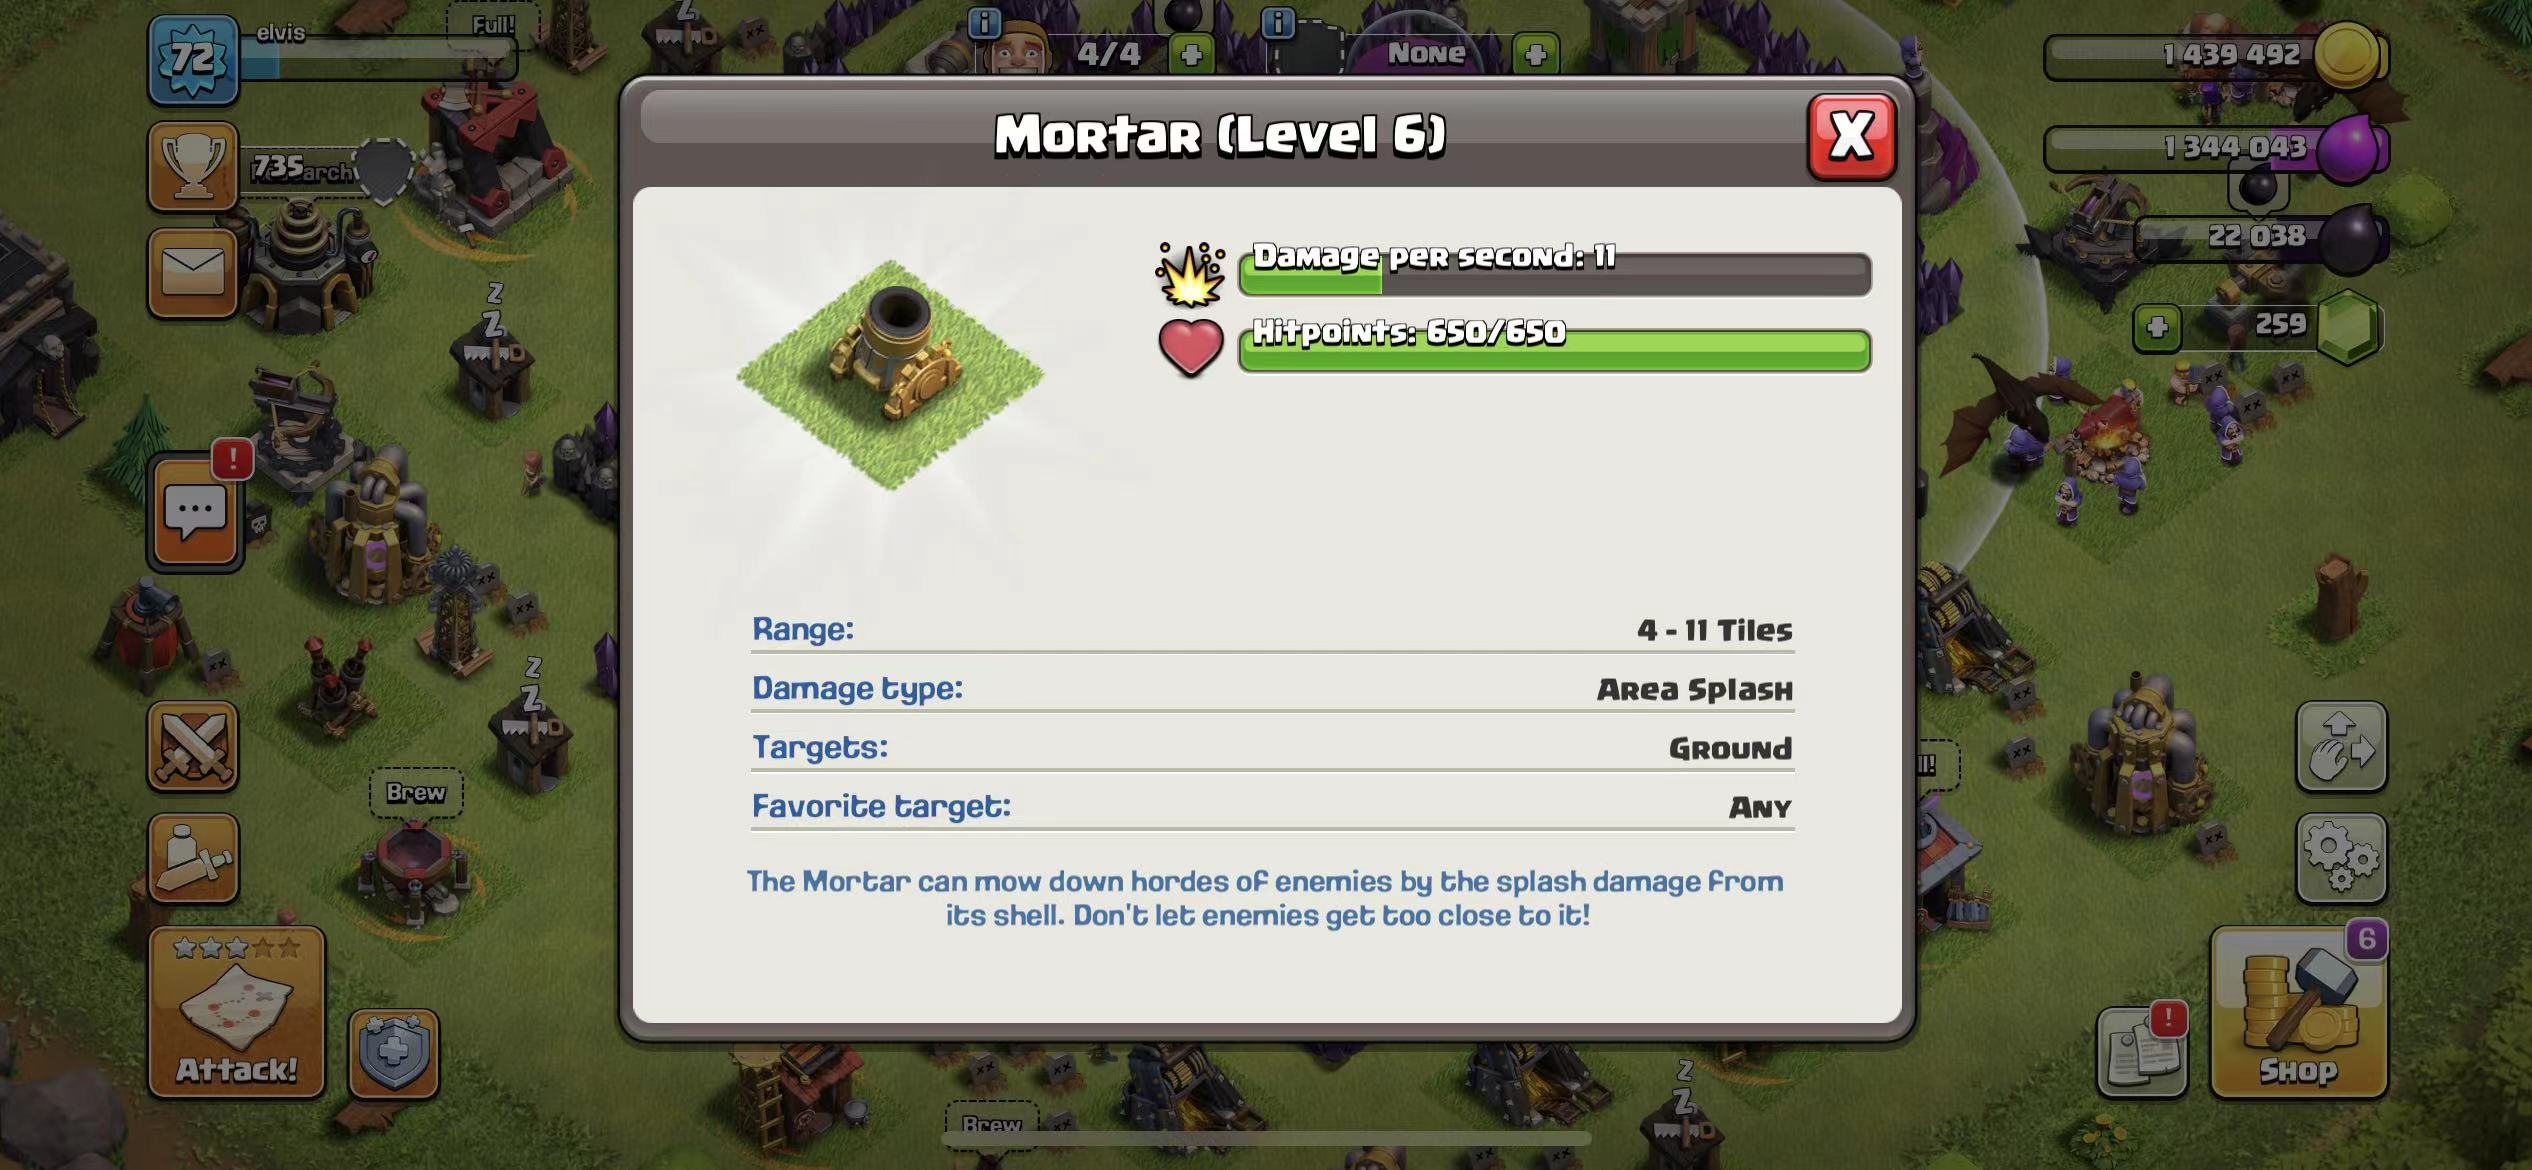 72
elvis
Full!
4/4
None
1 439 492
735
1 344 043
22 038
259
Mortar (Level 6)
X
Damage per second: 11
Hitpoints: 650/650
Range: 4 - 11 Tiles
Damage type: Area Splash
Targets: Ground
Favorite target: Any
The Mortar can mow down hordes of enemies by the splash damage from
its shell. Don't let enemies get too close to it!
Z
Z
Z
Z
Z
Brew
Attack!
6
Shop
Brew
Z
Z